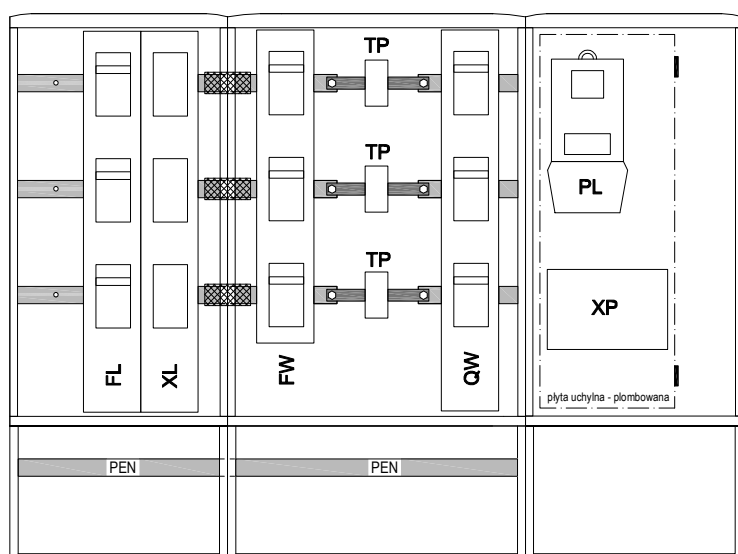 TP
TP
TP
FL
XL
FW
QW
PL
XP
płyta uchylna - plombowana
PEN
PEN